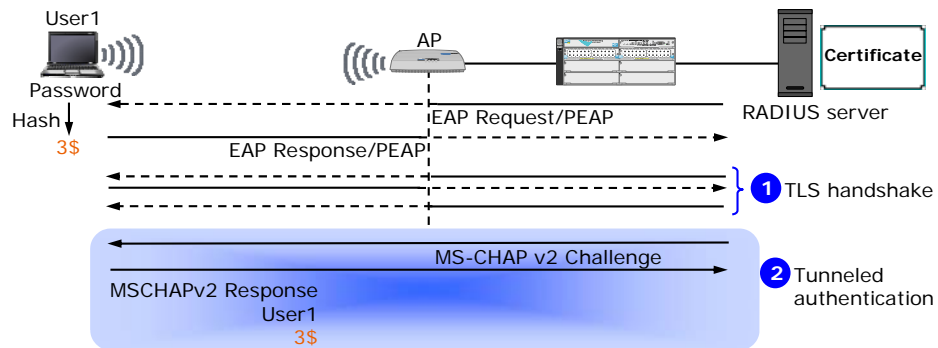 User1
AP
Certificate
Password
RADIUS server
Hash
EAP Request/PEAP
3$
EAP Response/PEAP
1 TLS handshake
MS-CHAP v2 Challenge
2 Tunneled
authentication
MSCHAPv2 Response
User1
3$